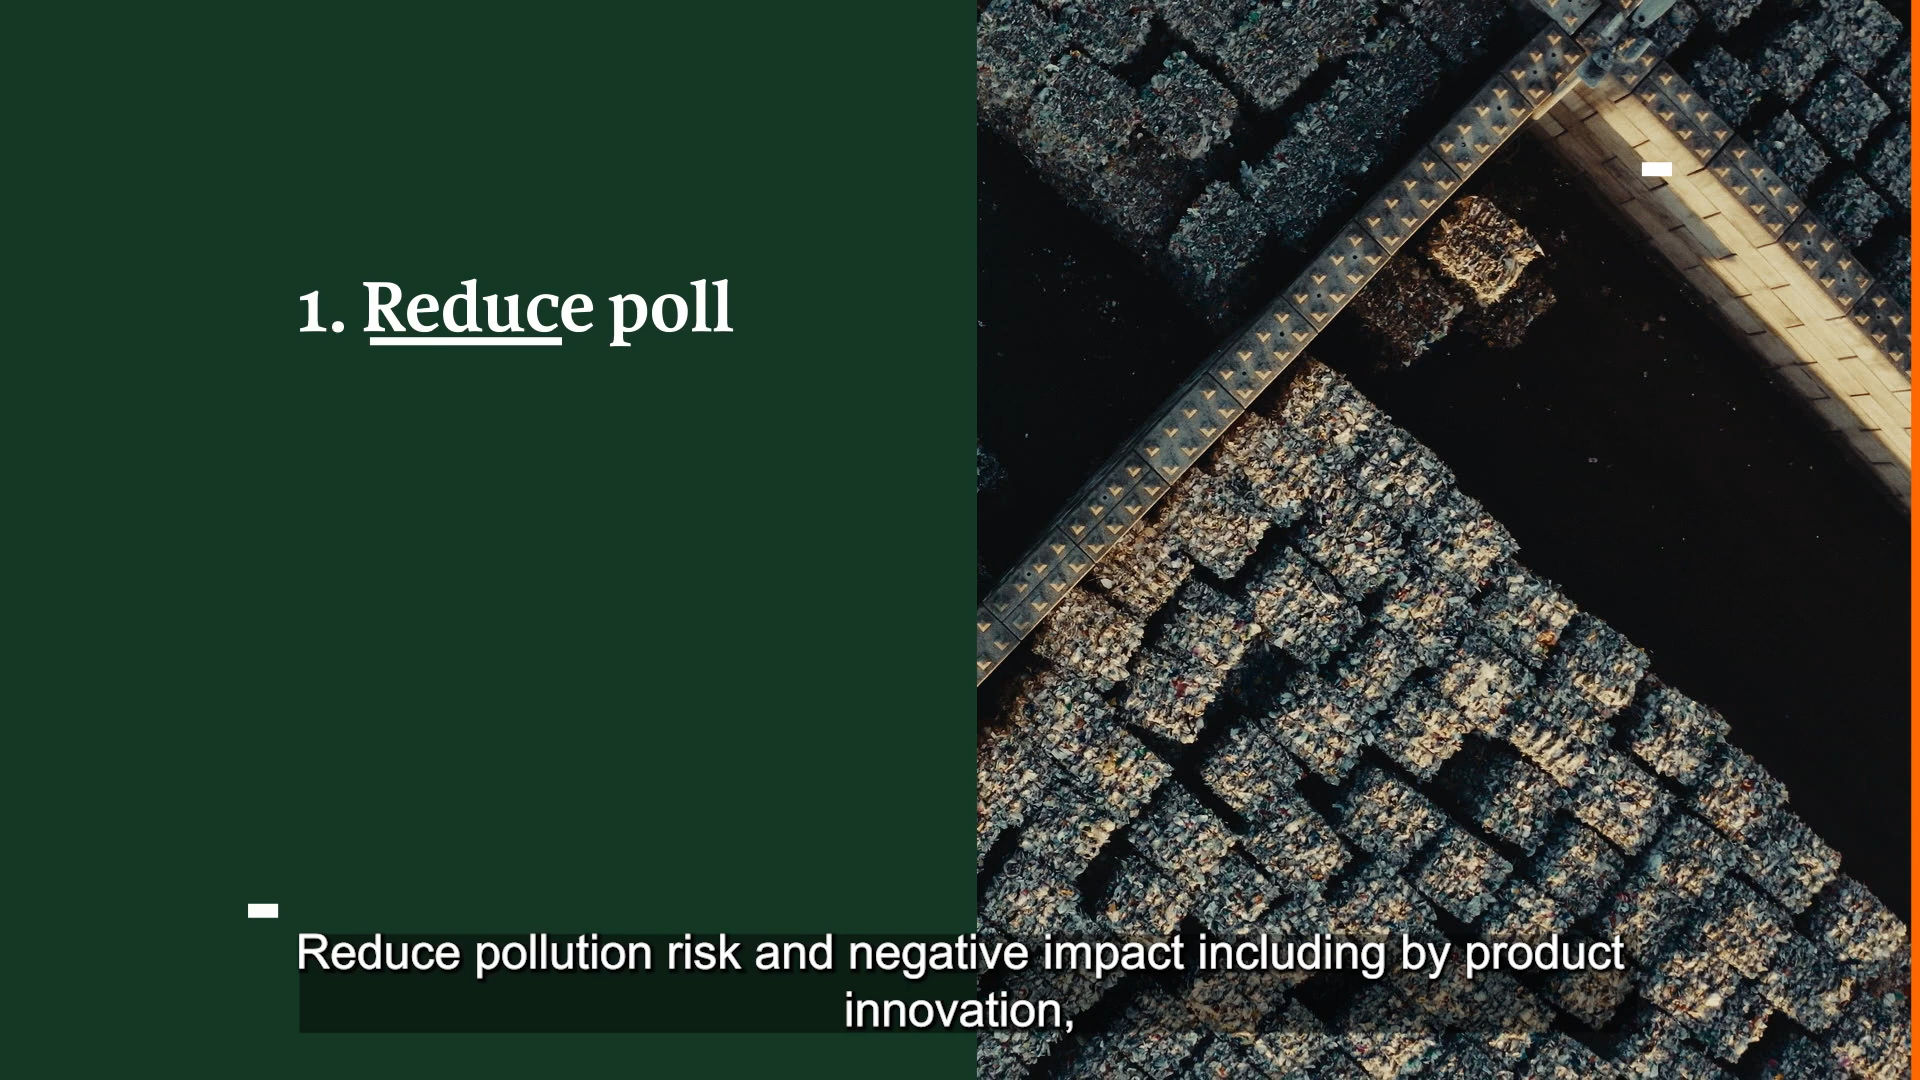 1. Reduce poll
Reduce pollution risk and negative impact including by product
innovation,